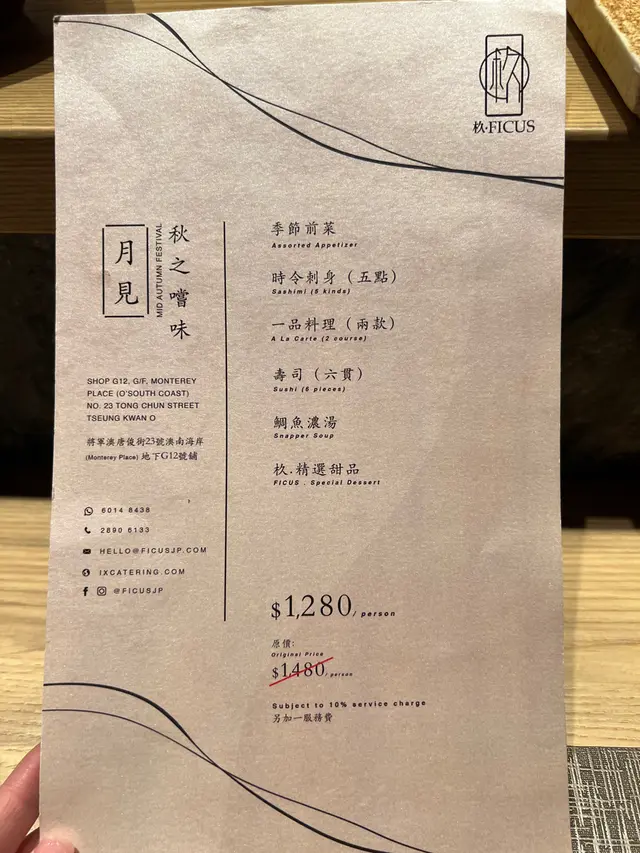 杦
杦·FICUS
秋之嚐味
MID AUTUMN FESTIVAL
月見
SHOP G12, G/F, MONTEREY
PLACE (O'SOUTH COAST)
NO. 23 TONG CHUN STREET
TSEUNG KWAN O
將軍澳唐俊街23號澳南海岸
(Monterey Place) 地下G12號舖
6014 8438
2890 6133
HELLO@FICUSJP.COM
IXCATERING.COM
@FICUSJP
季節前菜
Assorted Appetizer
時令刺身（五點）
Sashimi (5 kinds)
一品料理（兩款）
A La Carte (2 course)
壽司（六貫）
Sushi (6 pieces)
鯛魚濃湯
Snapper Soup
杦.精選甜品
FICUS . Special Dessert
$1,280/ person
原價:
Original Price
$1,480/ person
Subject to 10% service charge
另加一服務費